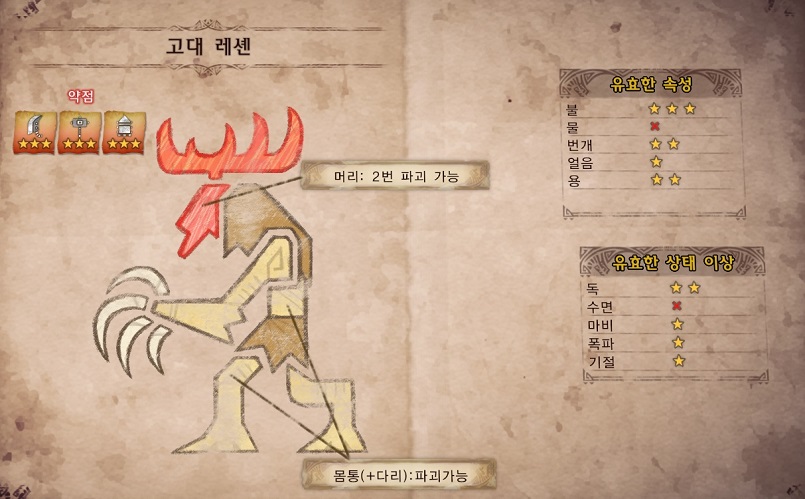 고대 레셴
약점
머리: 2번 파괴 가능
몸통(+다리):파괴가능
유효한 속성
불
물
번개
얼음
용
유효한 상태 이상
독
수면
마비
폭파
기절